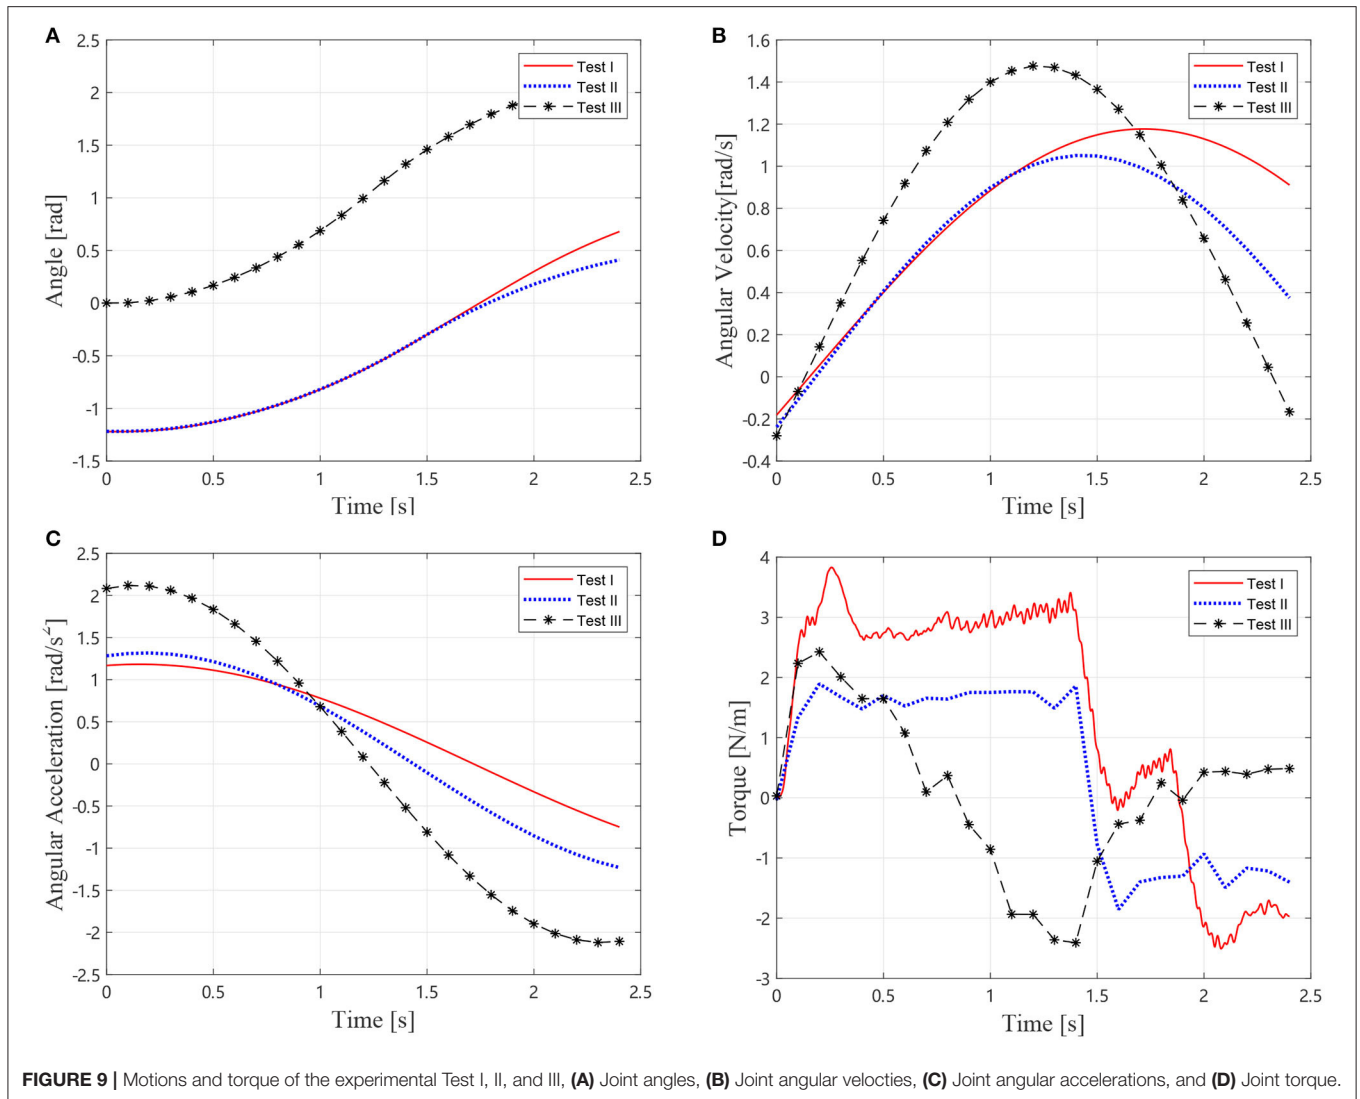 A
2.5
2
1.5
1
0.5
0
-0.5
-1
-1.5
Angle [rad]
0 0.5 1 1.5 2 2.5
Time [s]
Test I
Test II
Test III
B
1.6
1.4
1.2
1
0.8
0.6
0.4
0.2
0
-0.2
-0.4
Angular Velocity[rad/s]
0 0.5 1 1.5 2 2.5
Time [s]
Test I
Test II
Test III
C
2.5
2
1.5
1
0.5
0
-0.5
-1
-1.5
-2
-2.5
Angular Acceleration [rad/s²]
0 0.5 1 1.5 2 2.5
Time [s]
Test I
Test II
Test III
D
4
3
2
1
0
-1
-2
-3
Torque [N/m]
0 0.5 1 1.5 2 2.5
Time [s]
Test I
Test II
Test III
FIGURE 9 | Motions and torque of the experimental Test I, II, and III, (A) Joint angles, (B) Joint angular velocties, (C) Joint angular accelerations, and (D) Joint torque.